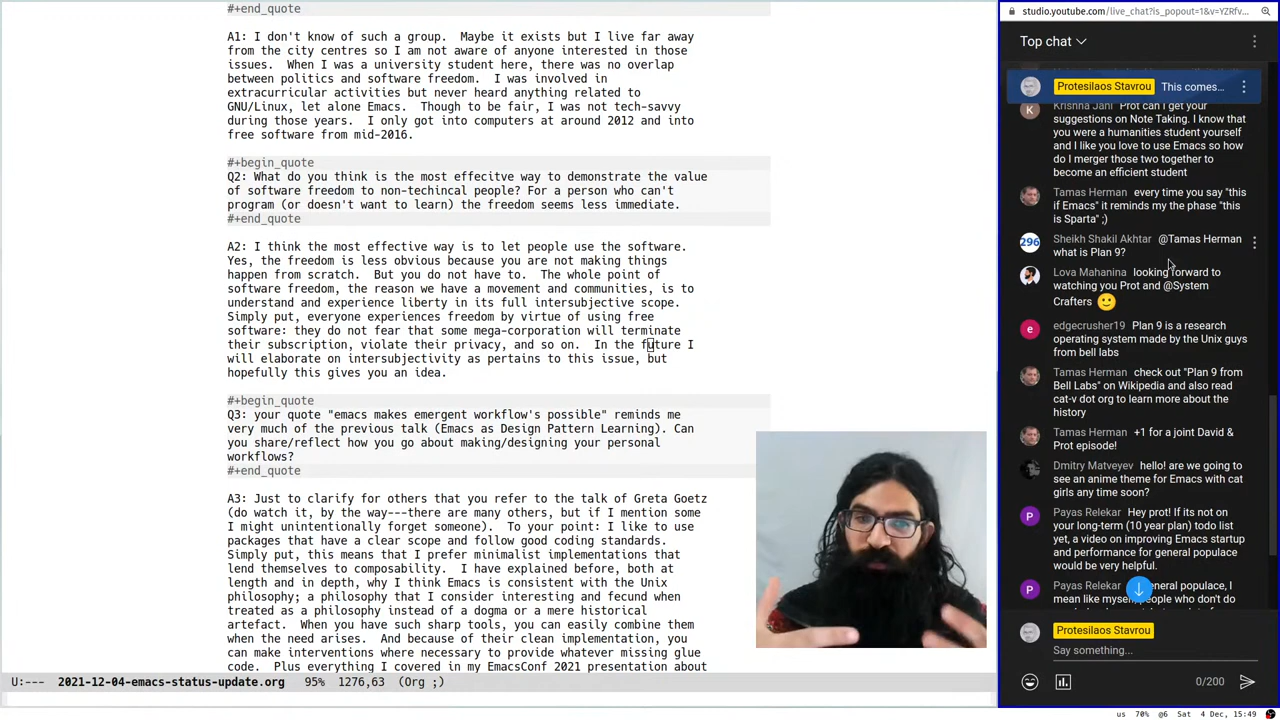 #+end_quote
A1: I don't know of such a group.  Maybe it exists but I live far away
from the city centres so I am not aware of anyone interested in those
issues.  When I was a university student here, there was no overlap
between politics and software freedom.  I was involved in
extracurricular activities but never heard anything related to
GNU/Linux, let alone Emacs.  Though to be fair, I was not tech-savvy
during those years.  I only got into computers at around 2012 and into
free software from mid-2016.
#+begin_quote
Q2: What do you think is the most effecitve way to demonstrate the value
of software freedom to non-techincal people? For a person who can't
program (or doesn't want to learn) the freedom seems less immediate.
#+end_quote
A2: I think the most effective way is to let people use the software.
Yes, the freedom is less obvious because you are not making things
happen from scratch.  But you do not have to.  The whole point of
software freedom, the reason we have a movement and communities, is to
understand and experience liberty in its full intersubjective scope.
Simply put, everyone experiences freedom by virtue of using free
software: they do not fear that some mega-corporation will terminate
their subscription, violate their privacy, and so on.  In the future I
will elaborate on intersubjectivity as pertains to this issue, but
hopefully this gives you an idea.
#+begin_quote
Q3: your quote "emacs makes emergent workflow's possible" reminds me
very much of the previous talk (Emacs as Design Pattern Learning). Can
you share/reflect how you go about making/designing your personal
workflows?
#+end_quote
A3: Just to clarify for others that you refer to the talk of Greta Goetz
(do watch it, by the way---there are many others, but if I mention some
I might unintentionally forget someone).  To your point: I like to use
packages that have a clear scope and follow good coding standards.
Simply put, this means that I prefer minimalist implementations that
lend themselves to composability.  I have explained before, both at
length and in depth, why I think Emacs is consistent with the Unix
philosophy; a philosophy that I consider interesting and fecund when
treated as a philosophy instead of a dogma or a mere historical
artefact.  When you have such sharp tools, you can easily combine them
when the need arises.  And because of their clean implementation, you
can make interventions where necessary to provide whatever missing glue
code.  Plus everything I covered in my EmacsConf 2021 presentation about
U:---  2021-12-04-emacs-status-update.org  95%  1276,63  (Org ;)
studio.youtube.com/live_chat?is_popout=1&v=YZRfv...
Top chat
Protesilaos Stavrou This comes...
K
Krishna Jani Prot can I get your
suggestions on Note Taking. I know that
you were a humanities student yourself
and I like you love to use Emacs so how
do I merger those two together to
become an efficient student
Tamas Herman every time you say "this
if Emacs" it reminds my the phase "this
is Sparta" ;)
296
Sheikh Shakil Akhtar @Tamas Herman
what is Plan 9?
Lova Mahanina looking forward to
watching you Prot and @System
Crafters
e
edgecrusher19 Plan 9 is a research
operating system made by the Unix guys
from bell labs
Tamas Herman check out "Plan 9 from
Bell Labs" on Wikipedia and also read
cat-v dot org to learn more about the
history
Tamas Herman +1 for a joint David &
Prot episode!
Dmitry Matveyev hello! are we going to
see an anime theme for Emacs with cat
girls any time soon?
P
Payas Relekar Hey prot! If its not on
your long-term (10 year plan) todo list
yet, a video on improving Emacs startup
and performance for general populace
would be very helpful.
P
Payas Relekar general populace, I
mean like myself, people who don't do
Protesilaos Stavrou
Say something...
0/200
us  70%  @6  Sat  4 Dec, 15:49